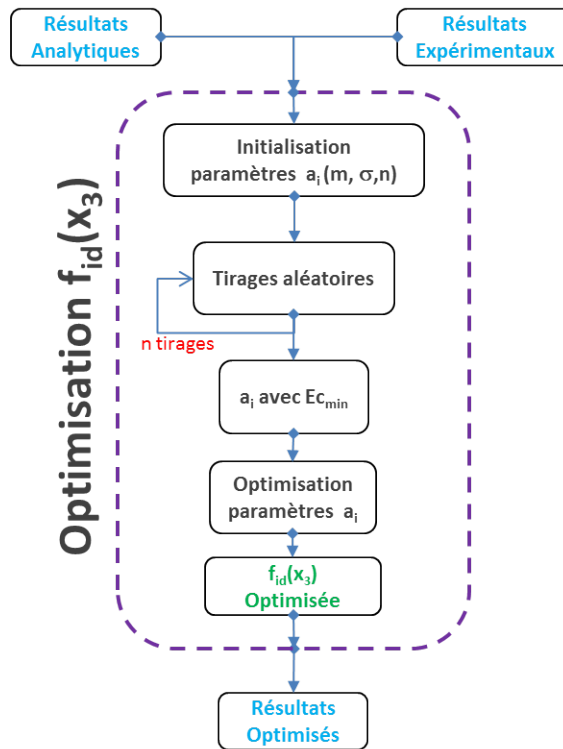 Résultats
Analytiques
Résultats
Expérimentaux
Optimisation f_id(x_3)
Initialisation
paramètres a_i (m, σ,n)
Tirages aléatoires
n tirages
a_i avec Ec_min
Optimisation
paramètres a_i
f_id(x_3)
Optimisée
Résultats
Optimisés